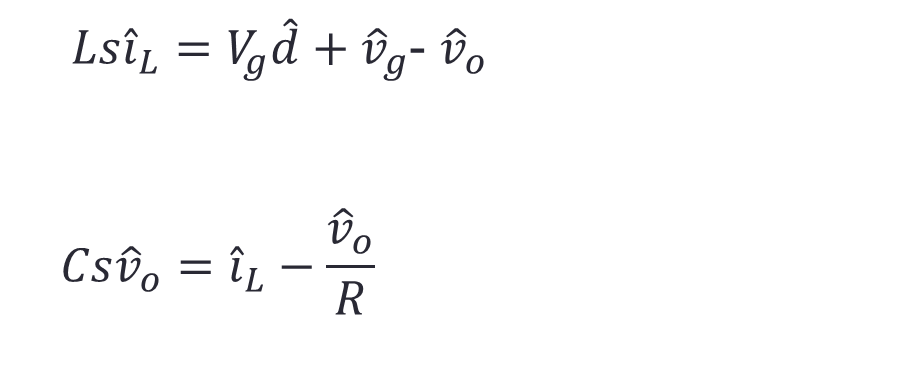 Lsî_L = V_g d̂ + v̂_g- v̂_o
Csv̂_o = î_L − v̂_o/R